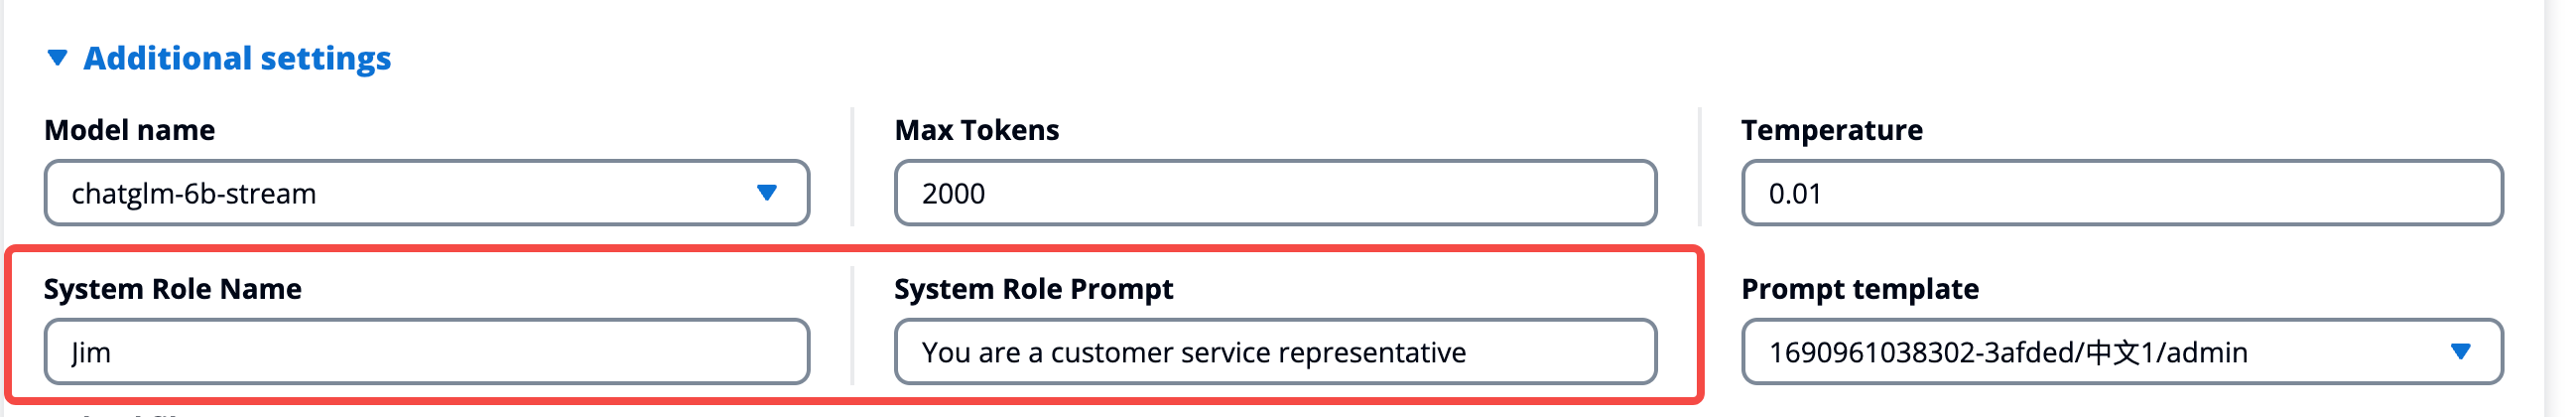 Additional settings
Model name
Max Tokens
Temperature
chatglm-6b-stream
2000
0.01
System Role Name
System Role Prompt
Prompt template
Jim
You are a customer service representative
1690961038302-3afded/中文1/admin